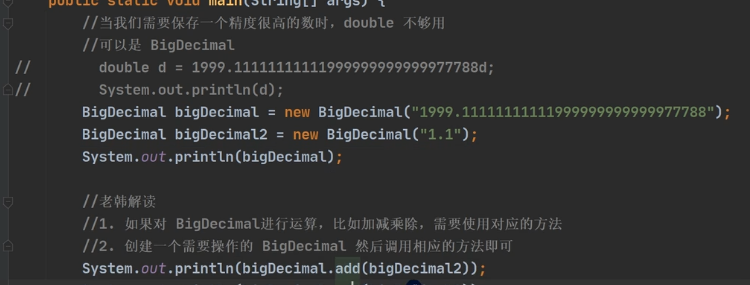 public static void main(String[] args) {
//当我们需要保存一个精度很高的数时，double 不够用
//可以是 BigDecimal
// double d = 1999.11111111111999999999999977788d;
// System.out.println(d);
BigDecimal bigDecimal = new BigDecimal("1999.11111111111999999999999977788");
BigDecimal bigDecimal2 = new BigDecimal("1.1");
System.out.println(bigDecimal);
//老韩解读
//1. 如果对 BigDecimal进行运算，比如加减乘除，需要使用对应的方法
//2. 创建一个需要操作的 BigDecimal 然后调用相应的方法即可
System.out.println(bigDecimal.add(bigDecimal2));